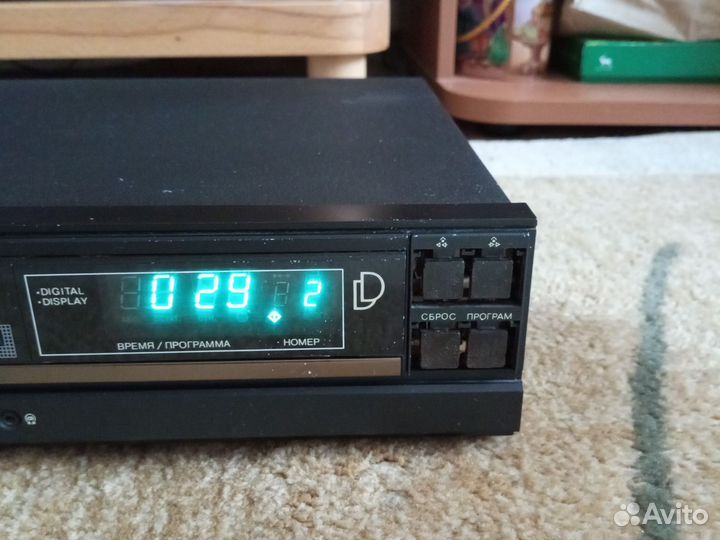 •DIGITAL
•DISPLAY
029 2
ВРЕМЯ / ПРОГРАММА НОМЕР
СБРОС ПРОГРАМ
Avito